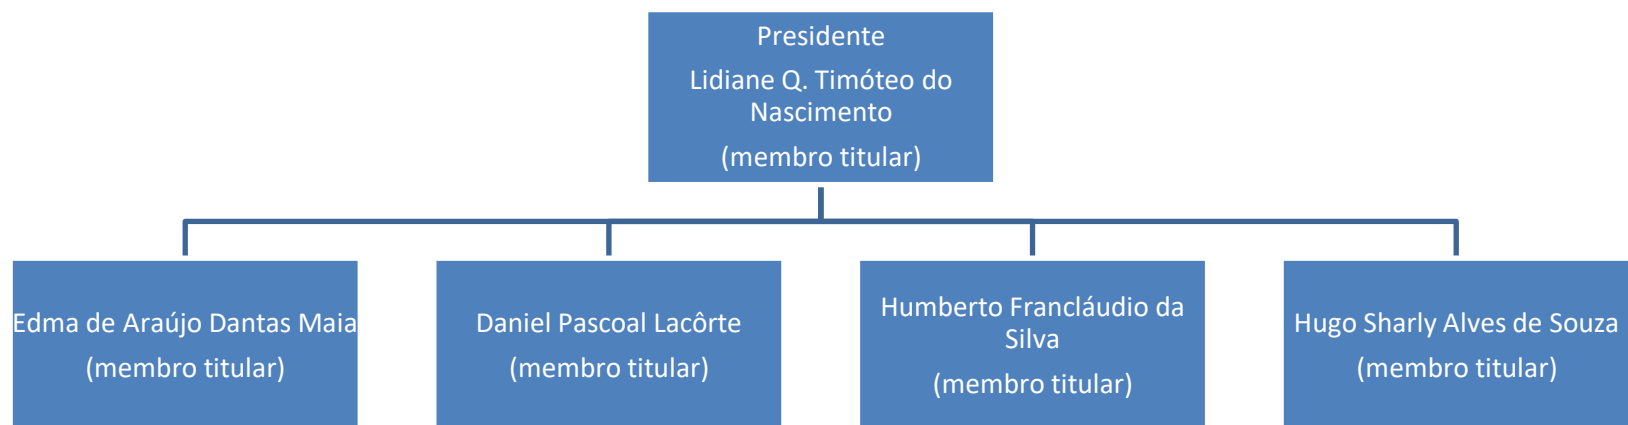 Presidente
Lidiane Q. Timóteo do
Nascimento
(membro titular)
Edma de Araújo Dantas Maia
(membro titular)
Daniel Pascoal Lacôrte
(membro titular)
Humberto Francláudio da
Silva
(membro titular)
Hugo Sharly Alves de Souza
(membro titular)